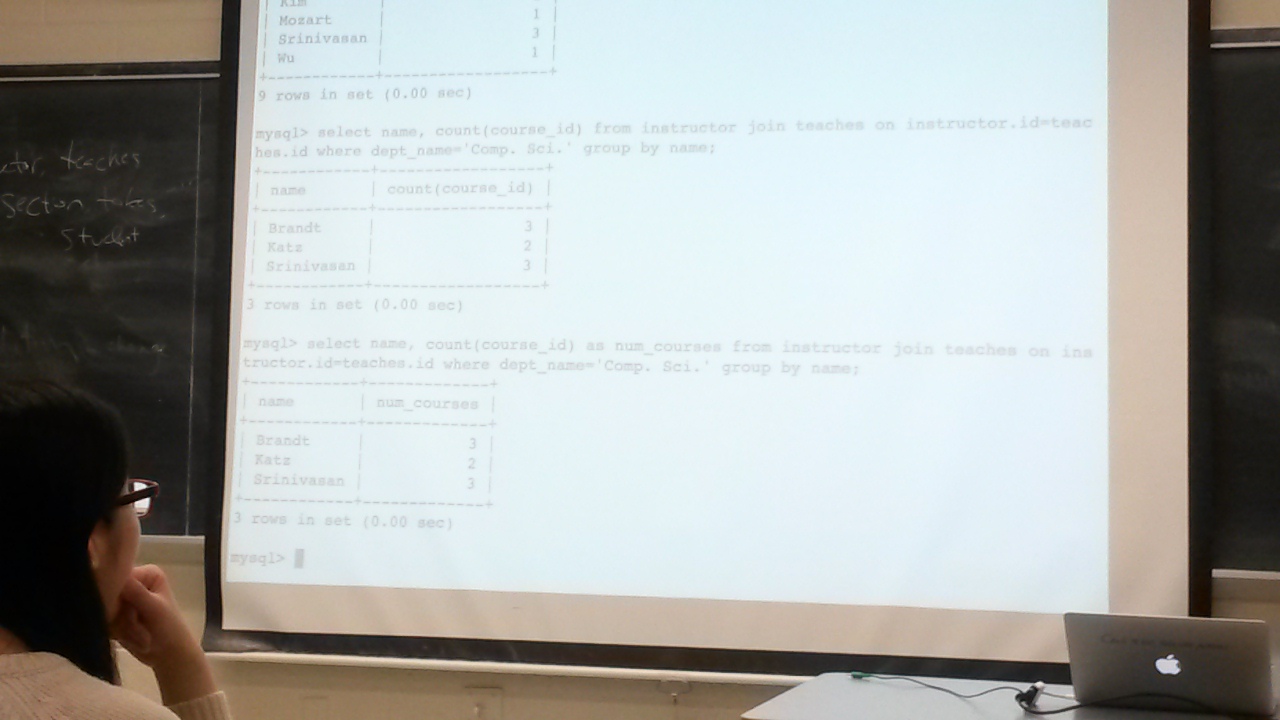 Kim
| Mozart | 1 |
| Srinivasan | 3 |
| Wu | 1 |
+------------+------------------+
9 rows in set (0.00 sec)
mysql> select name, count(course_id) from instructor join teaches on instructor.id=teac
hes.id where dept_name='Comp. Sci.' group by name;
+------------+------------------+
| name | count(course_id) |
+------------+------------------+
| Brandt | 3 |
| Katz | 2 |
| Srinivasan | 3 |
+------------+------------------+
3 rows in set (0.00 sec)
mysql> select name, count(course_id) as num_courses from instructor join teaches on ins
tructor.id=teaches.id where dept_name='Comp. Sci.' group by name;
+------------+-------------+
| name | num_courses |
+------------+-------------+
| Brandt | 3 |
| Katz | 2 |
| Srinivasan | 3 |
+------------+-------------+
3 rows in set (0.00 sec)
mysql>
teaches
Section, takes,
Student